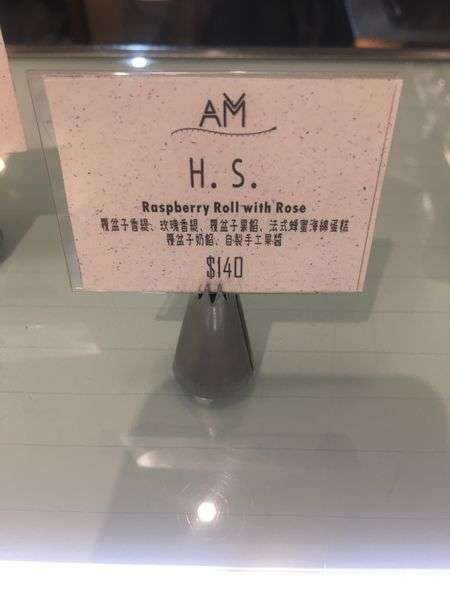 AM
H. S.
Raspberry Roll with Rose
覆盆子香緹、玫瑰香緹、覆盆子果餡、法式蜂蜜海綿蛋糕
覆盆子奶餡、自製手工果醬
$140